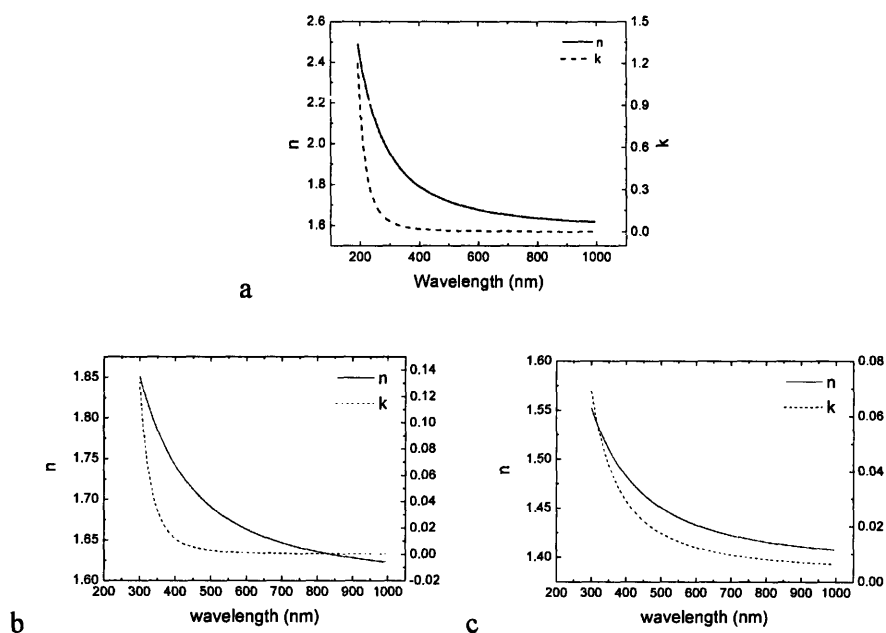 2.6
2.4
2.2
2.0
1.8
1.6
n
1.5
1.2
0.9
0.6
0.3
0.0
k
n
k
200 400 600 800 1000
Wavelength (nm)
a
1.85
1.80
1.75
1.70
1.65
1.60
n
0.14
0.12
0.10
0.08
0.06
0.04
0.02
0.00
-0.02
n
k
200 300 400 500 600 700 800 900 1000
wavelength (nm)
b
1.60
1.55
1.50
1.45
1.40
n
0.08
0.06
0.04
0.02
0.00
n
k
200 300 400 500 600 700 800 900 1000
wavelength (nm)
c